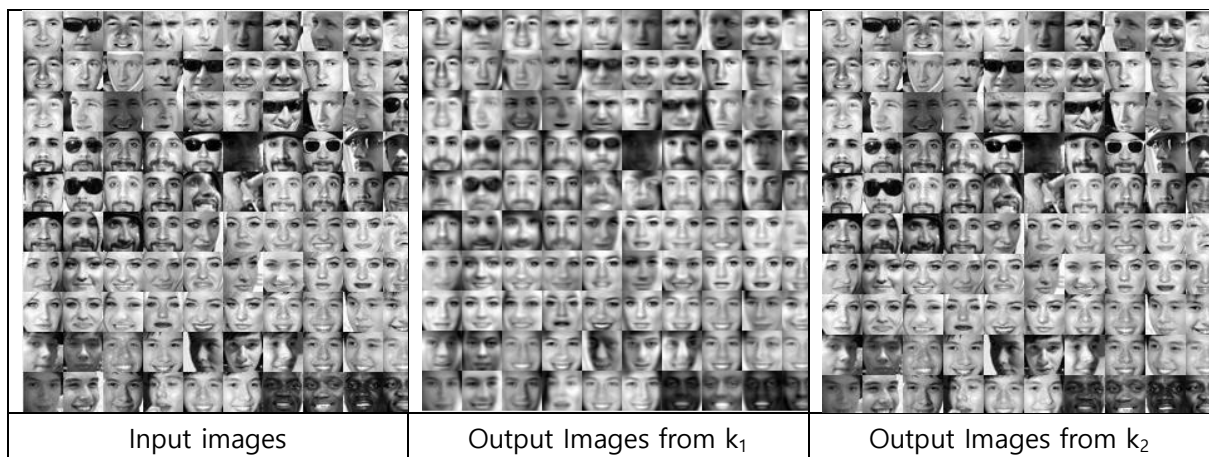 Input images
Output Images from k₁
Output Images from k₂